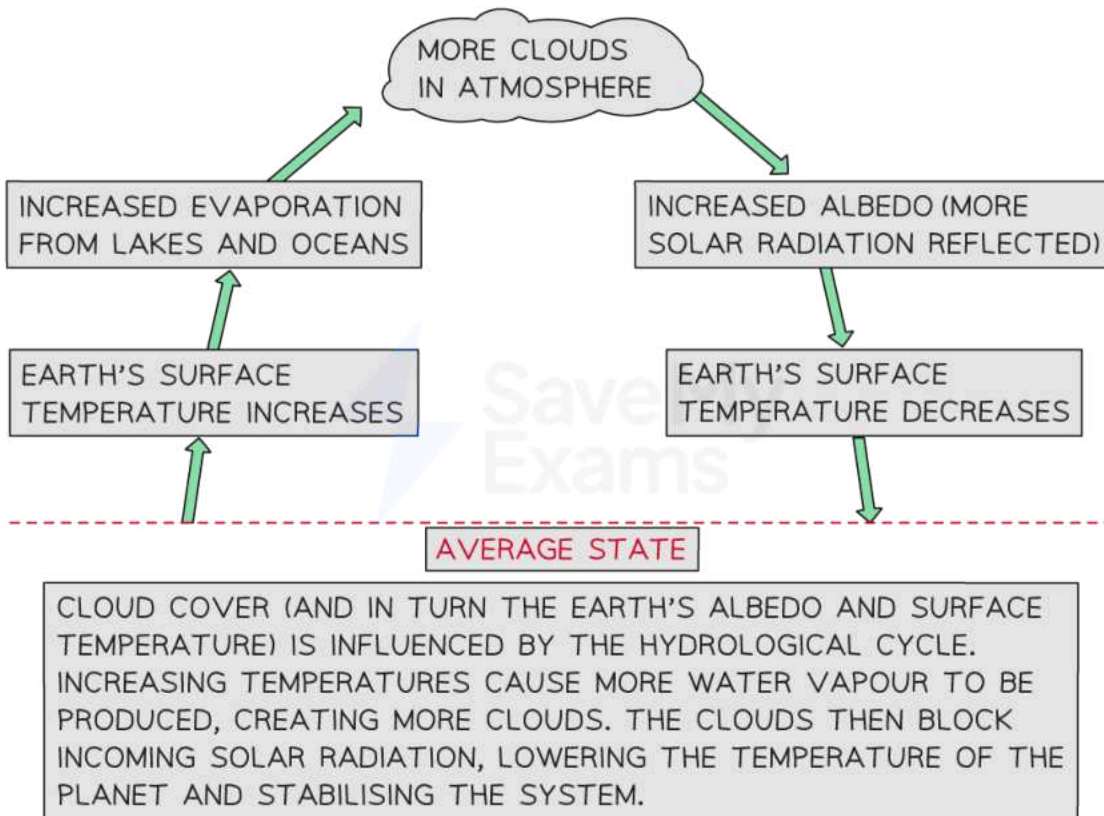 MORE CLOUDS
IN ATMOSPHERE
INCREASED EVAPORATION
FROM LAKES AND OCEANS
INCREASED ALBEDO (MORE
SOLAR RADIATION REFLECTED)
EARTH'S SURFACE
TEMPERATURE INCREASES
EARTH'S SURFACE
TEMPERATURE DECREASES
Save My
Exams
AVERAGE STATE
CLOUD COVER (AND IN TURN THE EARTH'S ALBEDO AND SURFACE
TEMPERATURE) IS INFLUENCED BY THE HYDROLOGICAL CYCLE.
INCREASING TEMPERATURES CAUSE MORE WATER VAPOUR TO BE
PRODUCED, CREATING MORE CLOUDS. THE CLOUDS THEN BLOCK
INCOMING SOLAR RADIATION, LOWERING THE TEMPERATURE OF THE
PLANET AND STABILISING THE SYSTEM.